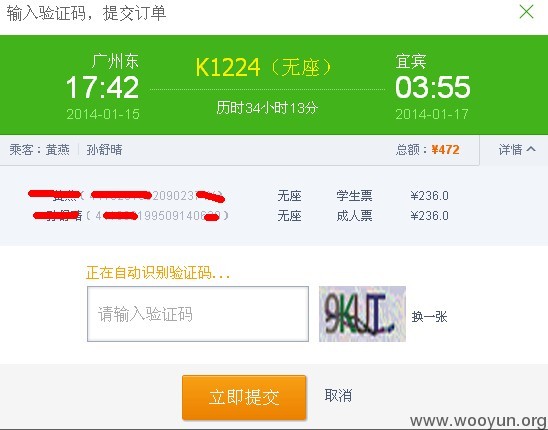 输入验证码，提交订单
广州东 K1224（无座） 宜宾
17:42 03:55
2014-01-15 历时34小时13分 2014-01-17
乘客：黄燕 孙舒晴 总额：¥472 详情
无座 学生票 ¥236.0
无座 成人票 ¥236.0
正在自动识别验证码...
请输入验证码 9KUT 换一张
立即提交 取消
www.wooyun.org